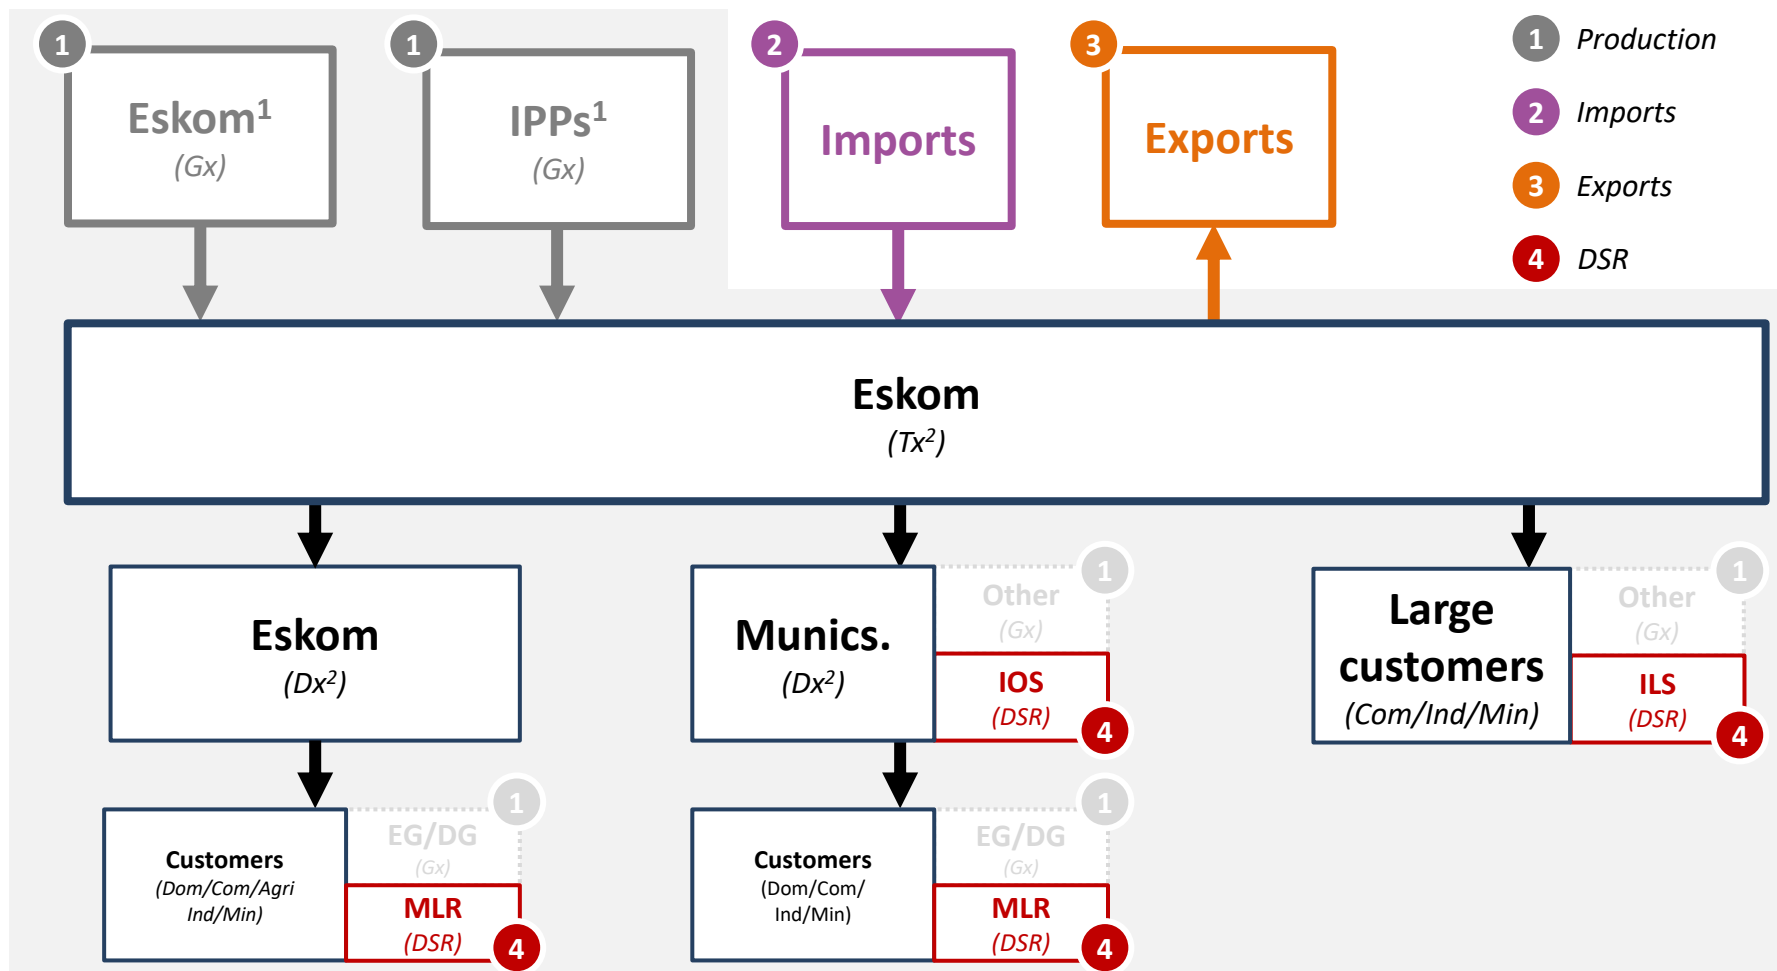 1
Eskom¹
(Gx)
1
IPPs¹
(Gx)
2
Imports
3
Exports
1 Production
2 Imports
3 Exports
4 DSR
Eskom
(Tx²)
Eskom
(Dx²)
Munics.
(Dx²)
1
Other
(Gx)
IOS
(DSR)
4
Large
customers
(Com/Ind/Min)
1
Other
(Gx)
ILS
(DSR)
4
Customers
(Dom/Com/Agri
Ind/Min)
1
EG/DG
(Gx)
MLR
(DSR)
4
Customers
(Dom/Com/
Ind/Min)
1
EG/DG
(Gx)
MLR
(DSR)
4